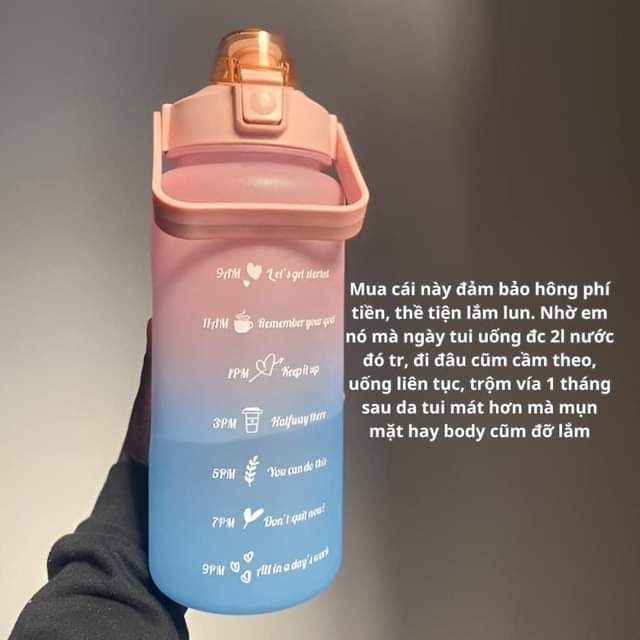 9AM Let's get started
11AM Remember your goal
1PM Keep it up
3PM Halfway there
5PM You can do this
7PM Don't quit now!
9PM All in a day's work
Mua cái này đảm bảo hông phí
tiền, thề tiện lắm lun. Nhờ em
nó mà ngày tui uống đc 2l nước
đó tr, đi đâu cũm cầm theo,
uống liên tục, trộm vía 1 tháng
sau da tui mát hơn mà mụn
mặt hay body cũm đỡ lắm